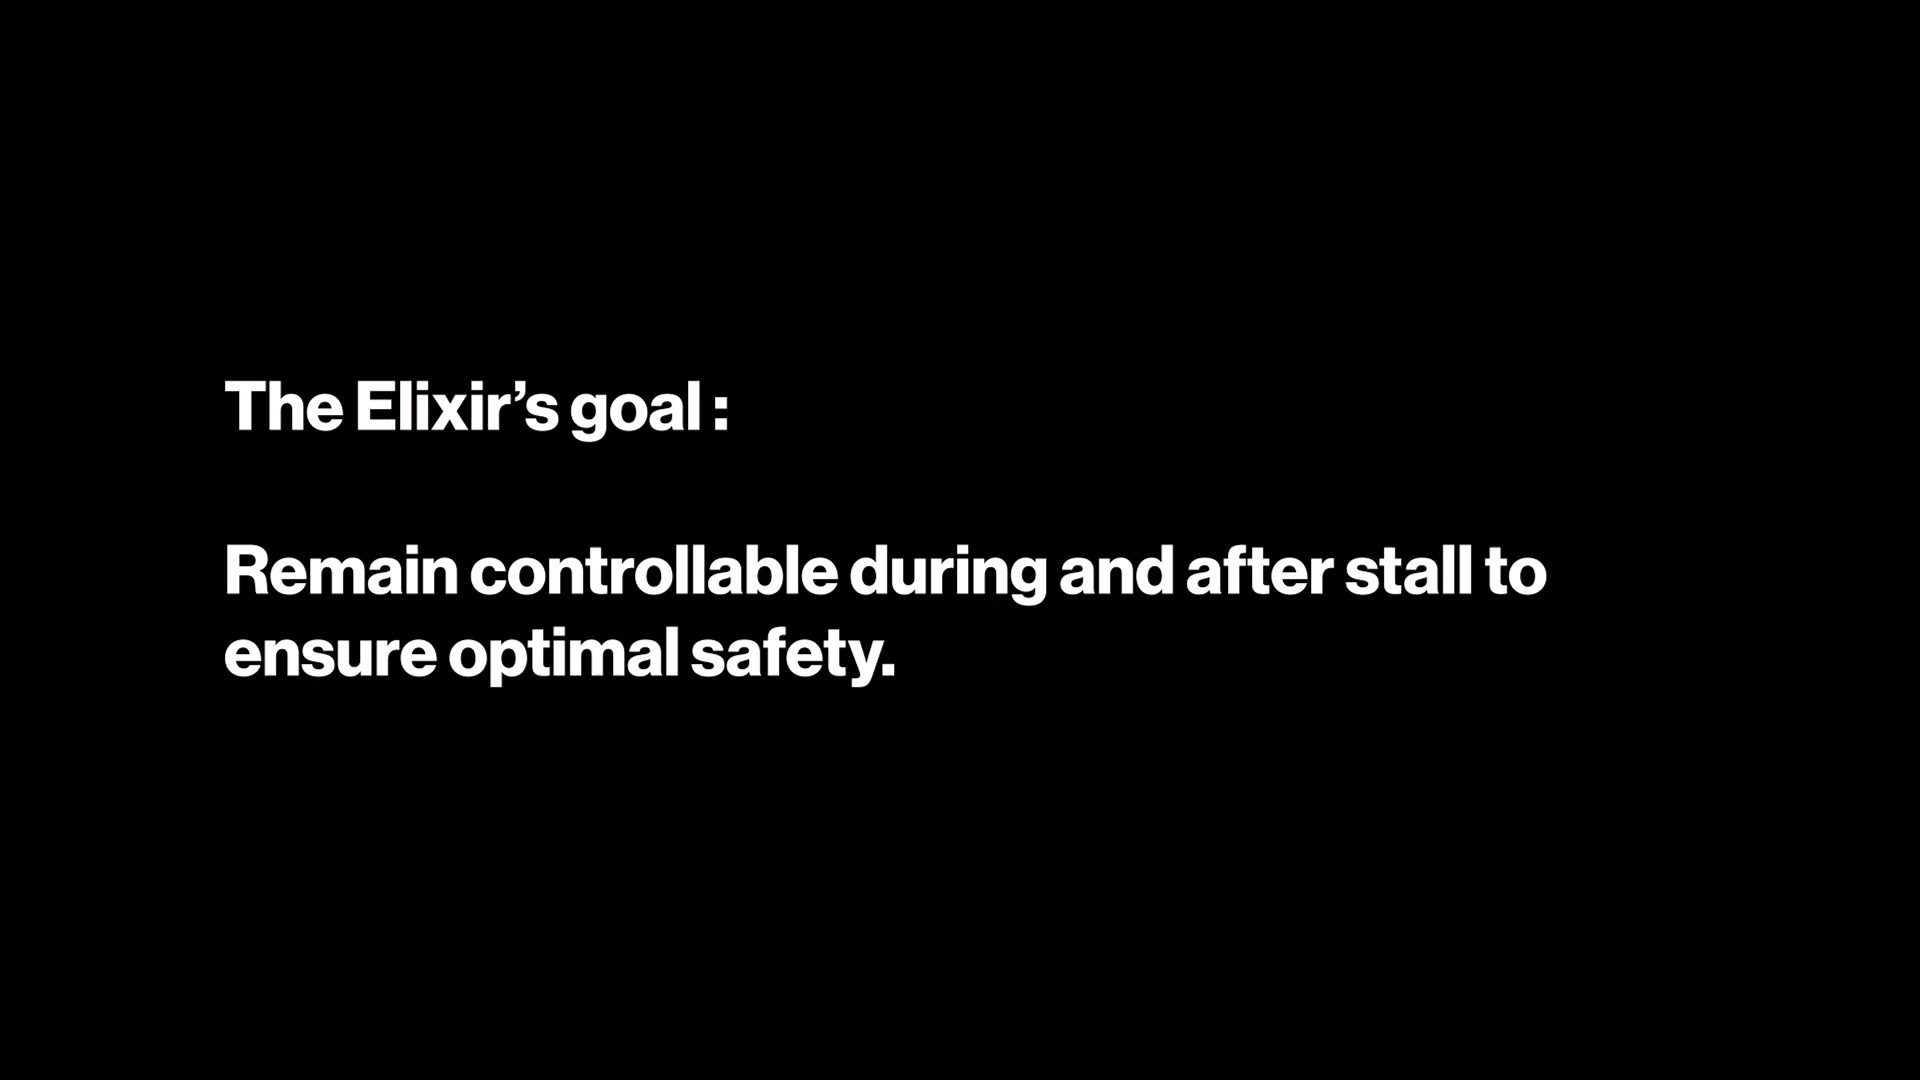 The Elixir’s goal :
Remain controllable during and after stall to
ensure optimal safety.